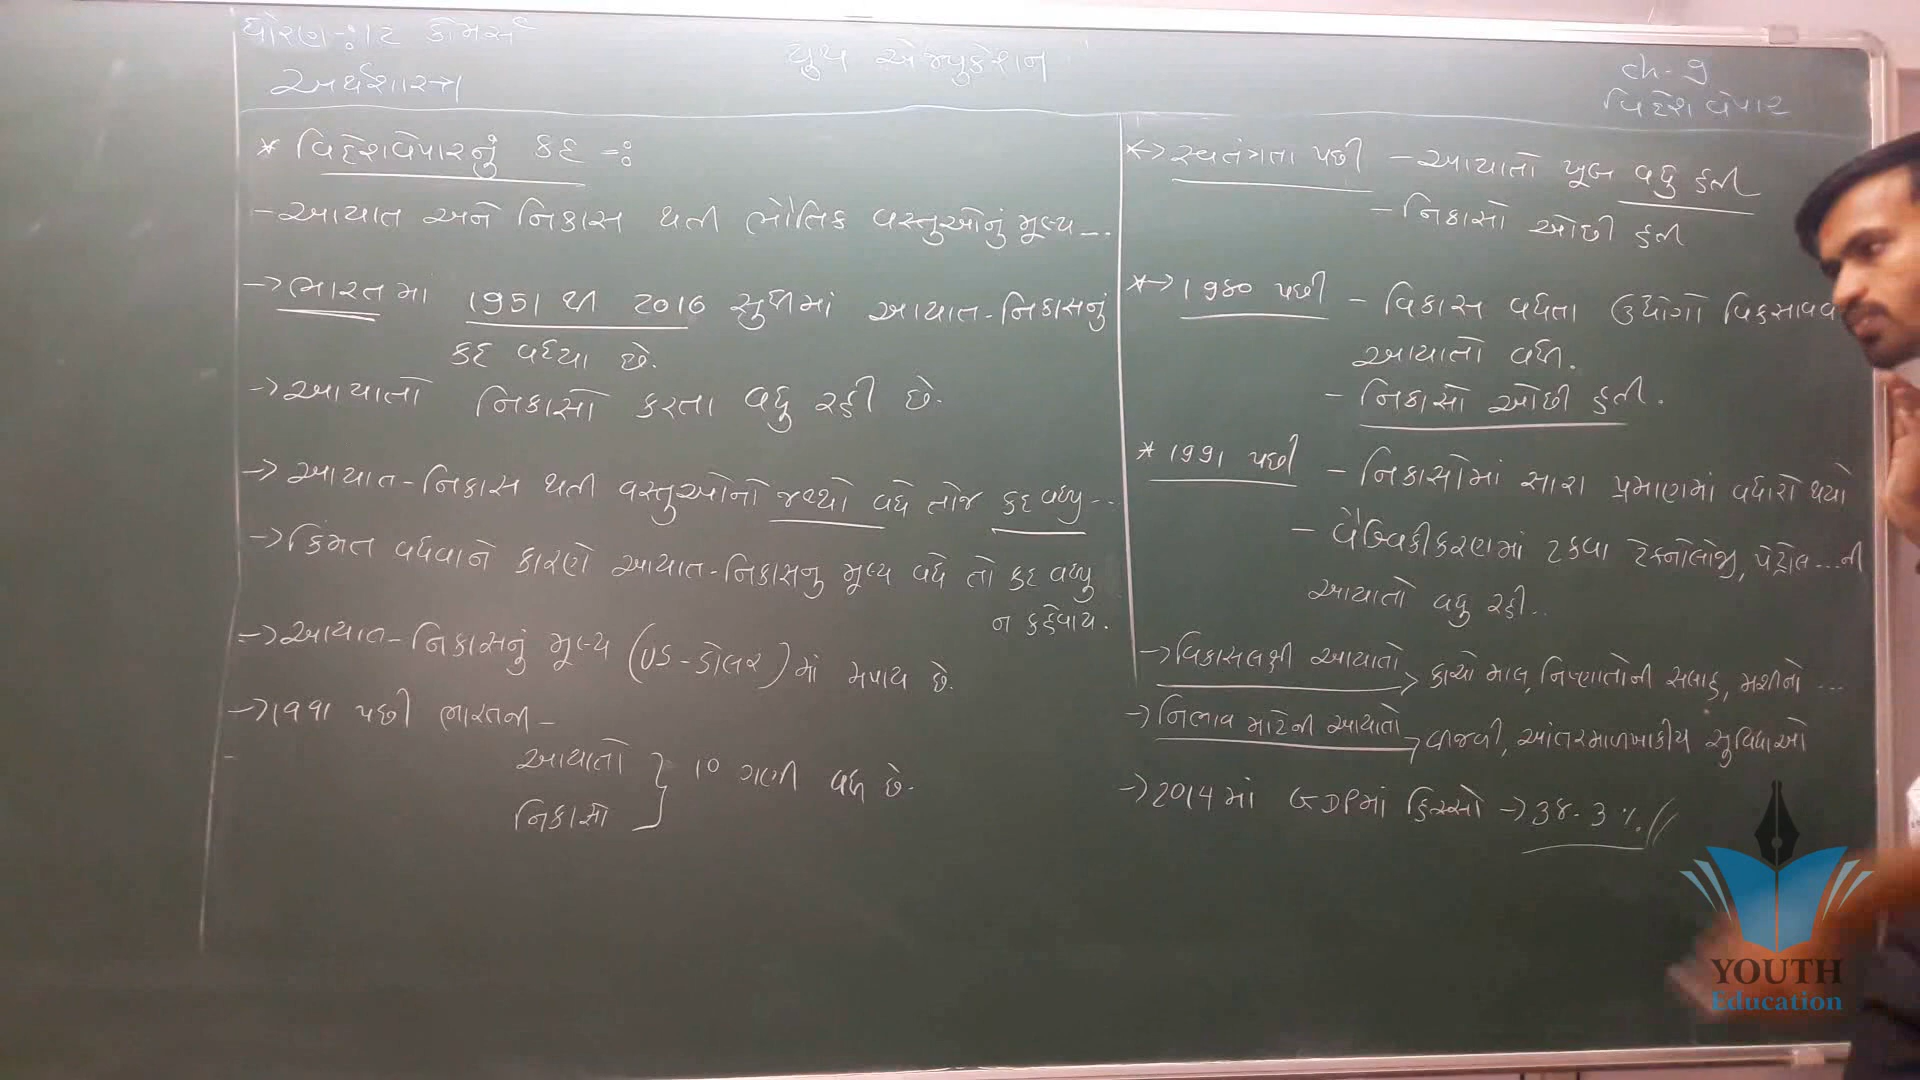 ધોરણ-: 12 કોમર્સ
અર્થશાસ્ત્ર
યુથ એજ્યુકેશન
ch-9
વિદેશ વેપાર
* વિદેશવેપારનું કદ -:
- આયાત અને નિકાસ થતી ભૌતિક વસ્તુઓનું મૂલ્ય...
→ ભારતમાં 1951 થી 2016 સુધીમાં આયાત-નિકાસનું
કદ વધ્યા છે.
→ આયાતો નિકાસો કરતા વધુ રહી છે.
→ આયાત-નિકાસ થતી વસ્તુઓનો જથ્થો વધે તોજ કદ વધ્યુ...
→ કિંમત વધવાને કારણે આયાત-નિકાસનુ મૂલ્ય વધે તો કદ વધ્યુ
ન કહેવાય.
→ આયાત-નિકાસનું મૂલ્ય (US-ડોલર) માં મપાય છે.
→ 1991 પછી ભારતની -
આયાતો
નિકાસો } 10 ગણી વધી છે.
*→ સ્વતંત્રતા પછી - આયાતો ખૂબ વધુ હતી
- નિકાસો ઓછી હતી
*→ 1980 પછી - વિકાસ વધતા ઉદ્યોગો વિકસાવવ
આયાતો વધી.
- નિકાસો ઓછી હતી.
* 1991 પછી - નિકાસોમાં સારા પ્રમાણમાં વધારો થયો
- વૈશ્વિકીકરણમાં ટકવા ટેક્નોલોજી, પેટ્રોલ...ની
આયાતો વધુ રહી..
→ વિકાસલક્ષી આયાતો → કાચો માલ, નિષ્ણાતોની સલાહ, મશીનો ...
→ નિભાવ માટેની આયાતો → વીજળી, આંતરમાળખાકીય સુવિધાઓ
→ 2014માં GDPમાં હિસ્સો → 38.3%
YOUTH
Education